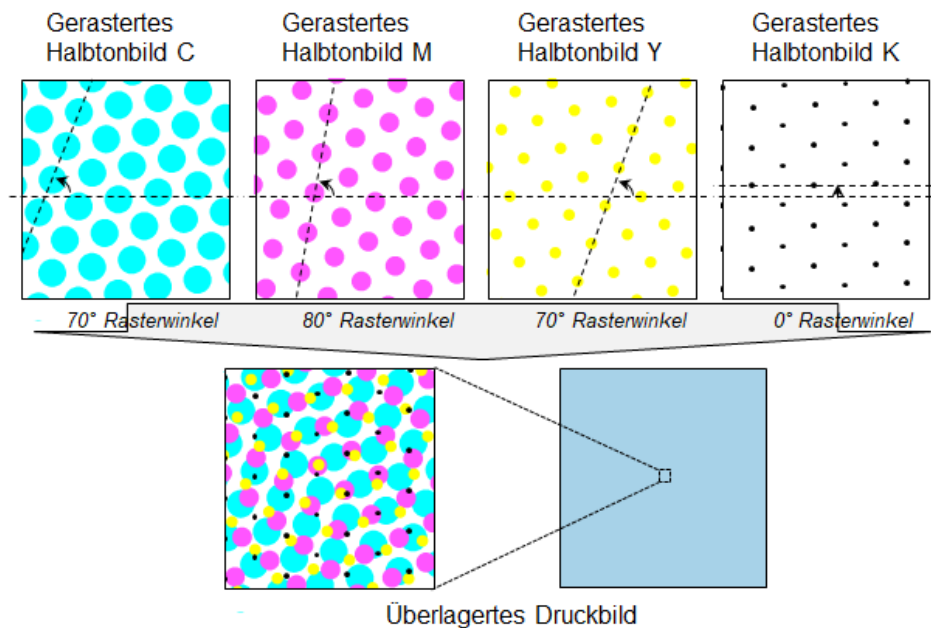 Gerastertes
Halbtonbild C
Gerastertes
Halbtonbild M
Gerastertes
Halbtonbild Y
Gerastertes
Halbtonbild K
70° Rasterwinkel
80° Rasterwinkel
70° Rasterwinkel
0° Rasterwinkel
Überlagertes Druckbild